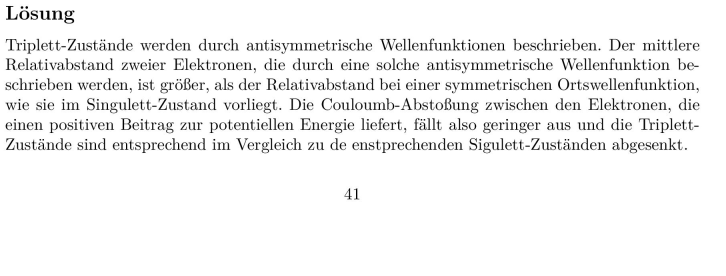 Lösung
Triplett-Zustände werden durch antisymmetrische Wellenfunktionen beschrieben. Der mittlere
Relativabstand zweier Elektronen, die durch eine solche antisymmetrische Wellenfunktion be-
schrieben werden, ist größer, als der Relativabstand bei einer symmetrischen Ortswellenfunktion,
wie sie im Singulett-Zustand vorliegt. Die Couloumb-Abstoßung zwischen den Elektronen, die
einen positiven Beitrag zur potentiellen Energie liefert, fällt also geringer aus und die Triplett-
Zustände sind entsprechend im Vergleich zu de enstprechenden Sigulett-Zuständen abgesenkt.
41